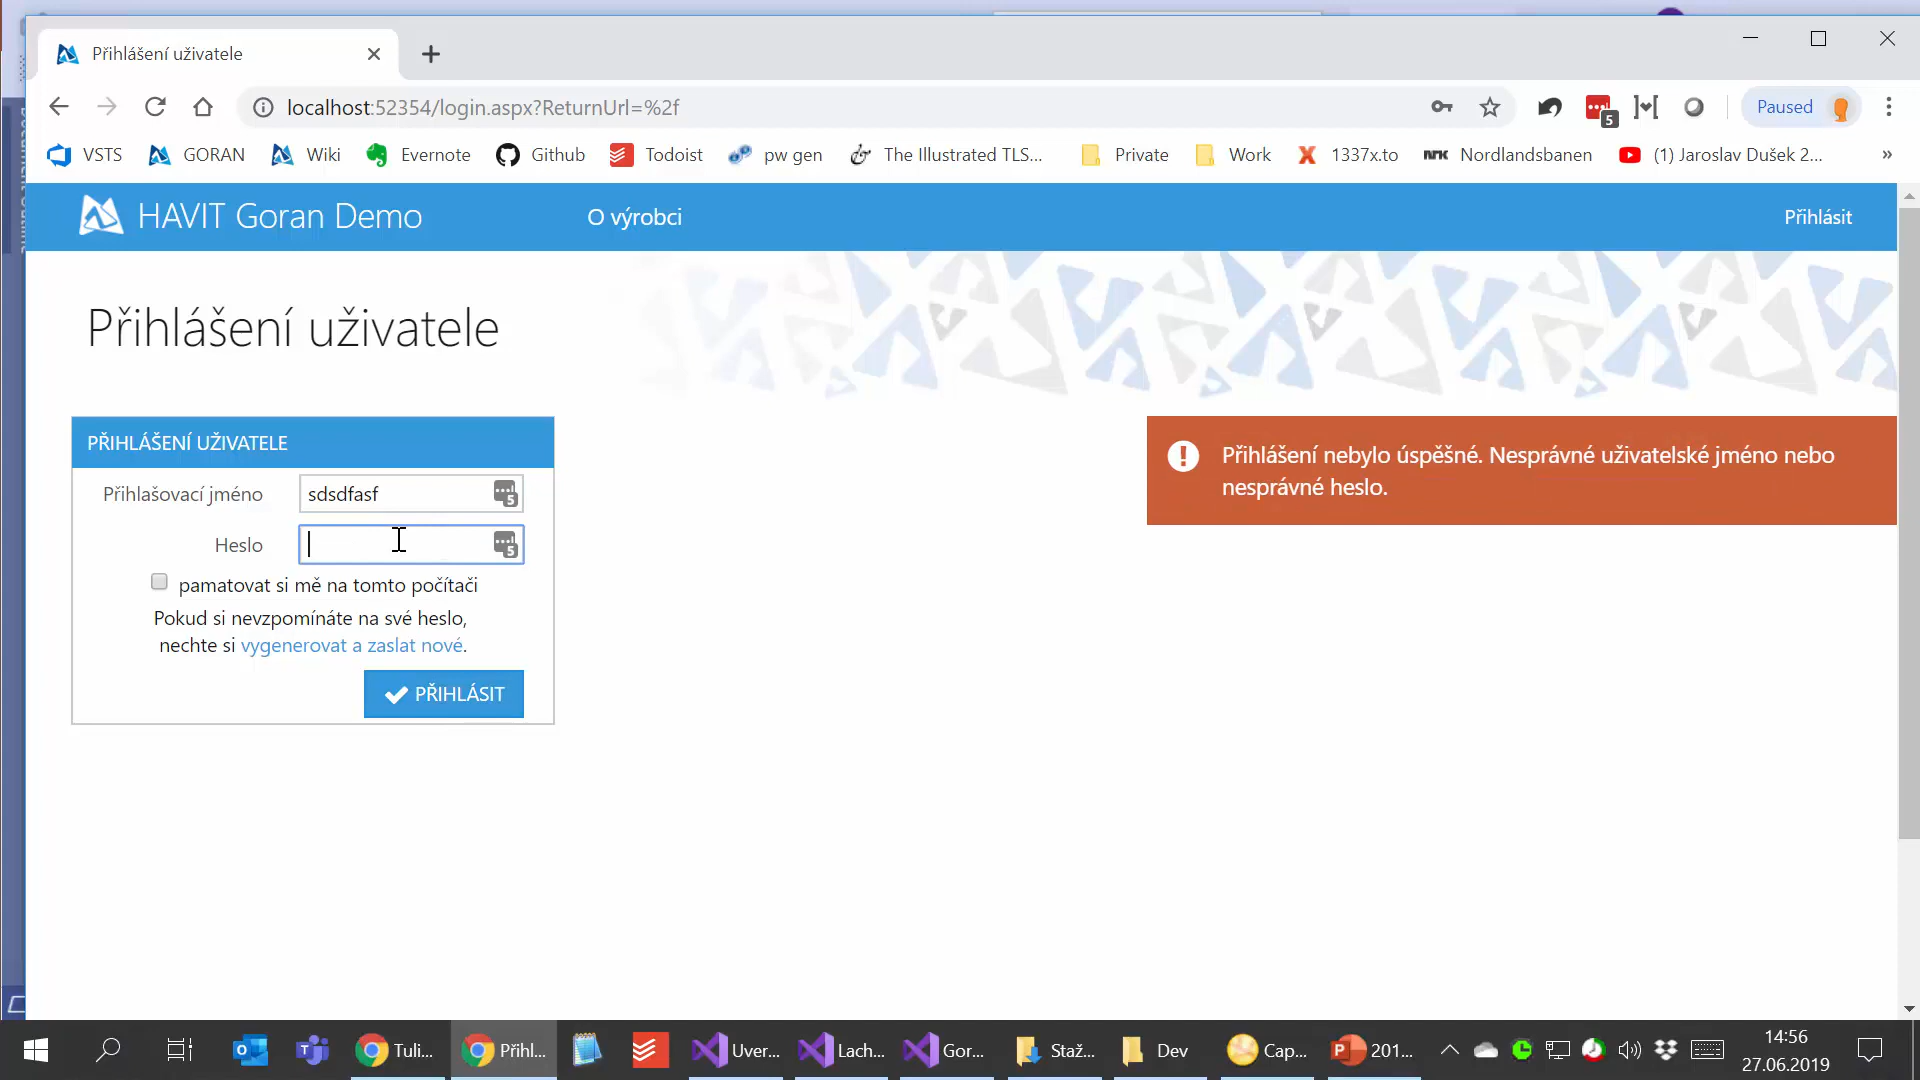 Přihlášení uživatele
localhost:52354/login.aspx?ReturnUrl=%2f
5
Paused
VSTS
GORAN
Wiki
Evernote
Github
Todoist
pw gen
The Illustrated TLS...
Private
Work
1337x.to
NRK
Nordlandsbanen
(1) Jaroslav Dušek 2...
»
HAVIT Goran Demo
O výrobci
Přihlásit
Přihlášení uživatele
PŘIHLÁŠENÍ UŽIVATELE
Přihlašovací jméno
sdsdfasf
5
Heslo
5
pamatovat si mě na tomto počítači
Pokud si nevzpomínáte na své heslo,
nechte si vygenerovat a zaslat nové.
PŘIHLÁSIT
Přihlášení nebylo úspěšné. Nesprávné uživatelské jméno nebo
nesprávné heslo.
Tuli...
Přihl...
Uver...
Lach...
Gor...
Staž...
Dev
Cap...
201...
14:56
27.06.2019